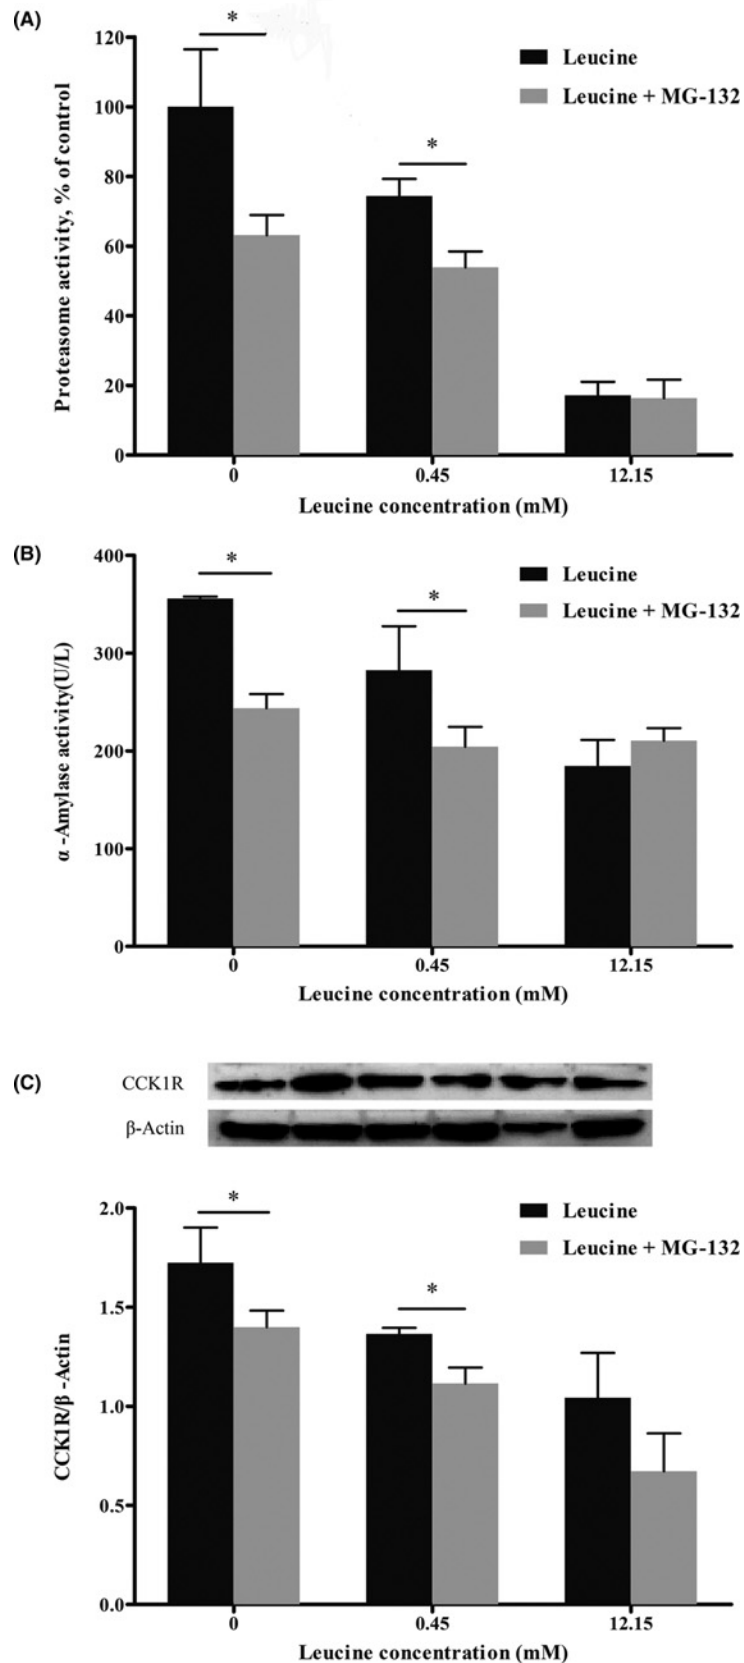 (A)
*
120
100
80
60
40
20
0
Proteasome activity, % of control
Leucine
Leucine + MG-132
*
0 0.45 12.15
Leucine concentration (mM)
(B)
400
300
200
100
0
α -Amylase activity(U/L)
*
*
Leucine
Leucine + MG-132
0 0.45 12.15
Leucine concentration (mM)
(C)
CCK1R
β-Actin
2.0
1.5
1.0
0.5
0.0
CCK1R/β -Actin
*
*
Leucine
Leucine + MG-132
0 0.45 12.15
Leucine concentration (mM)